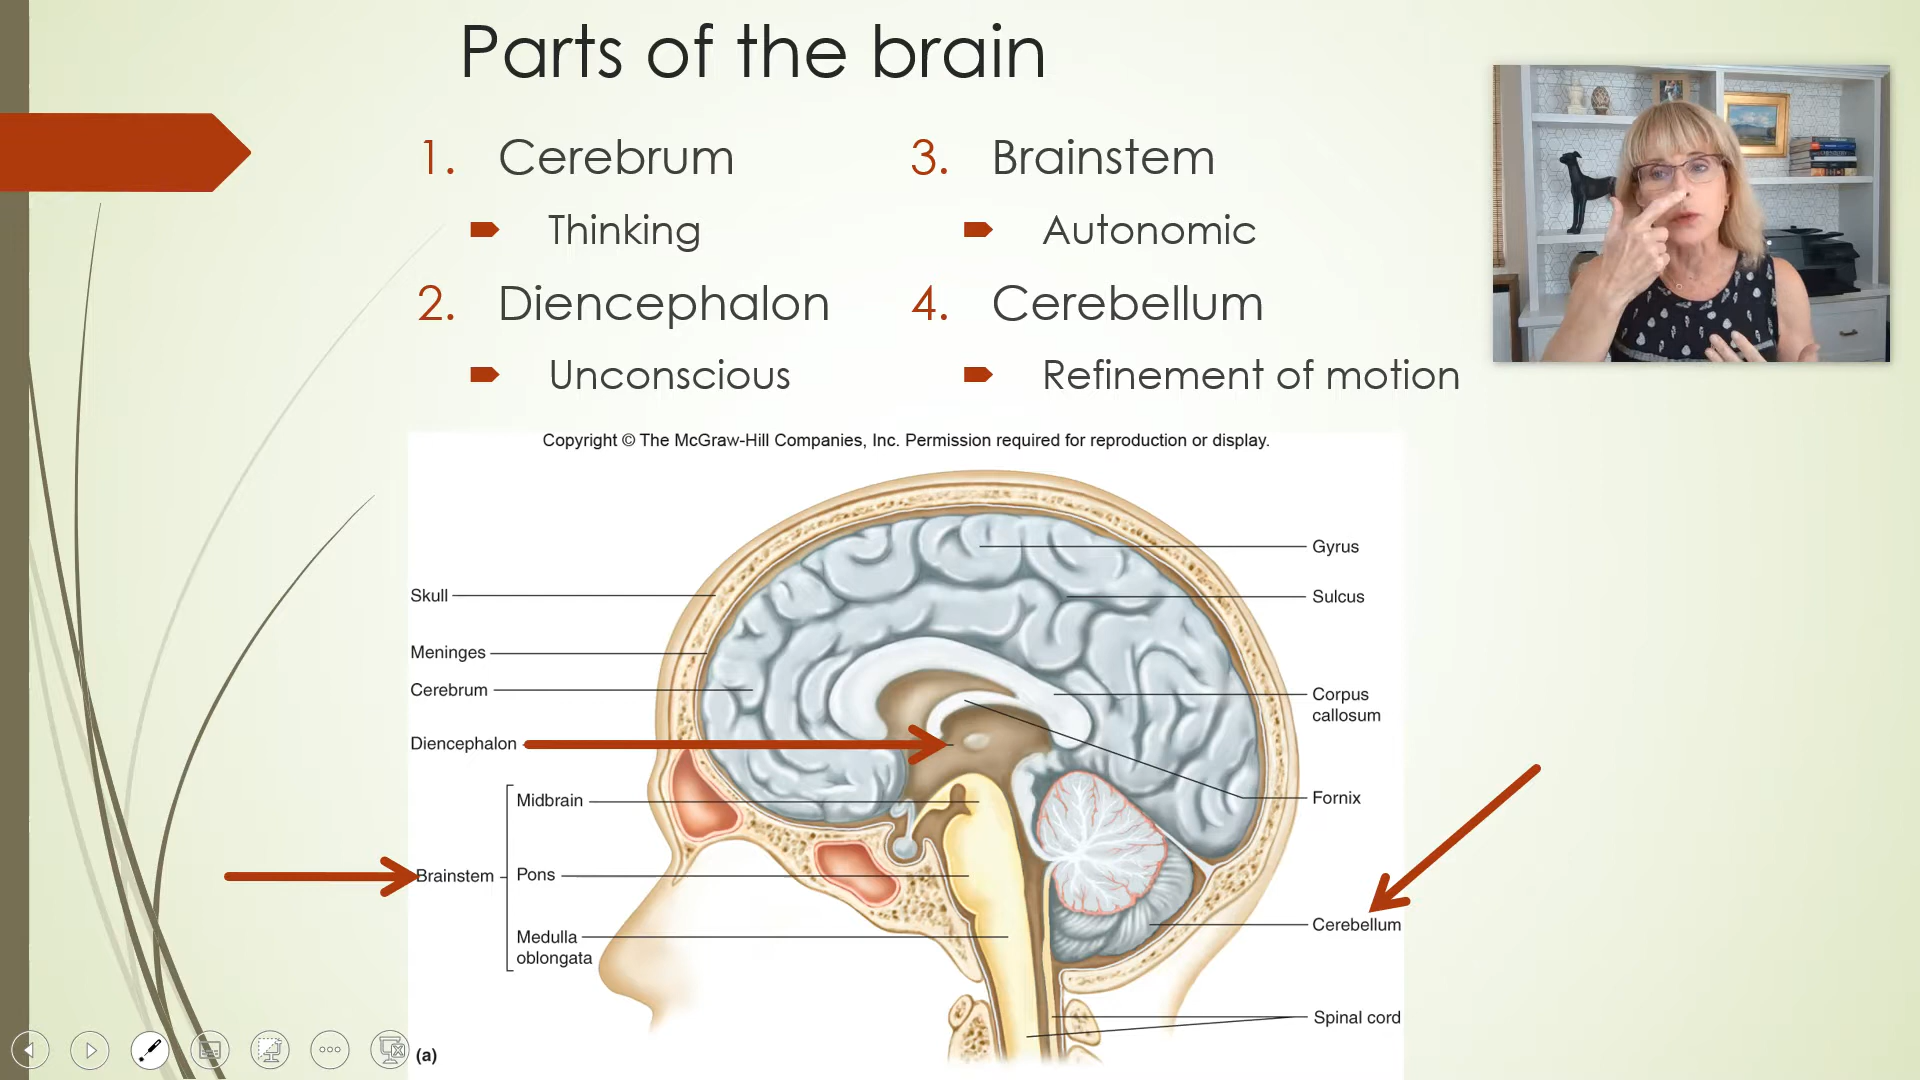 Parts of the brain
1. Cerebrum
Thinking
2. Diencephalon
Unconscious
3. Brainstem
Autonomic
4. Cerebellum
Refinement of motion
Copyright © The McGraw-Hill Companies, Inc. Permission required for reproduction or display.
Skull
Meninges
Cerebrum
Diencephalon
Midbrain
Brainstem
Pons
Medulla
oblongata
Gyrus
Sulcus
Corpus
callosum
Fornix
Cerebellum
Spinal cord
(a)